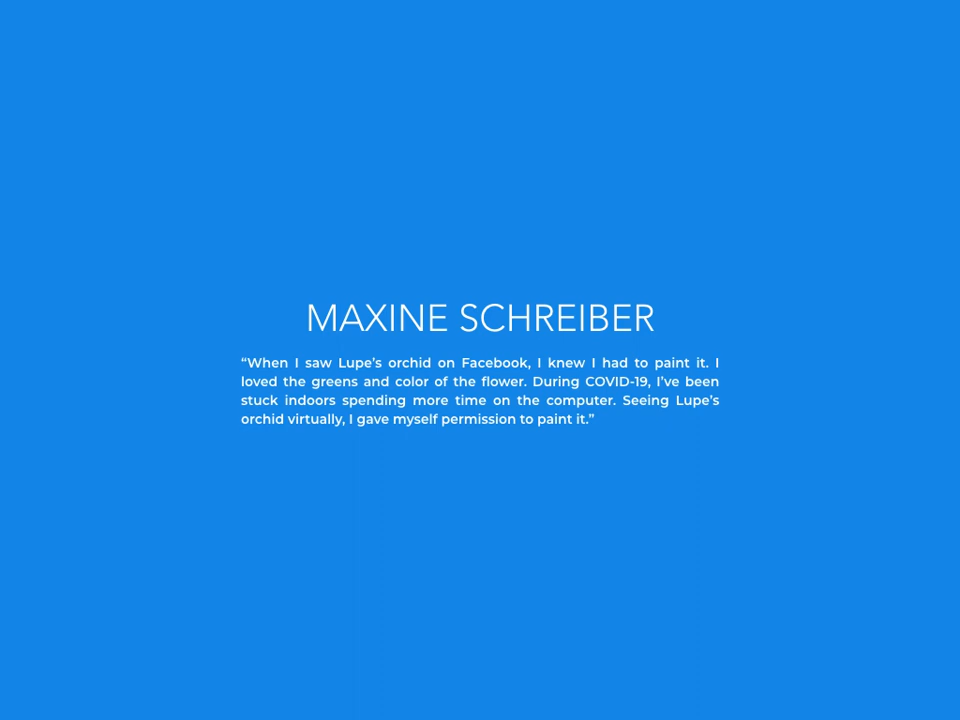 MAXINE SCHREIBER
“When I saw Lupe’s orchid on Facebook, I knew I had to paint it. I
loved the greens and color of the flower. During COVID-19, I’ve been
stuck indoors spending more time on the computer. Seeing Lupe’s
orchid virtually, I gave myself permission to paint it.”